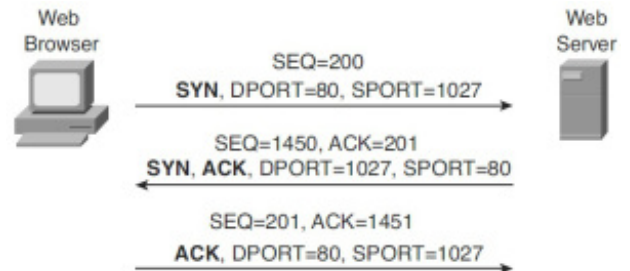 Web
Browser
Web
Server
SEQ=200
SYN, DPORT=80, SPORT=1027
SEQ=1450, ACK=201
SYN, ACK, DPORT=1027, SPORT=80
SEQ=201, ACK=1451
ACK, DPORT=80, SPORT=1027